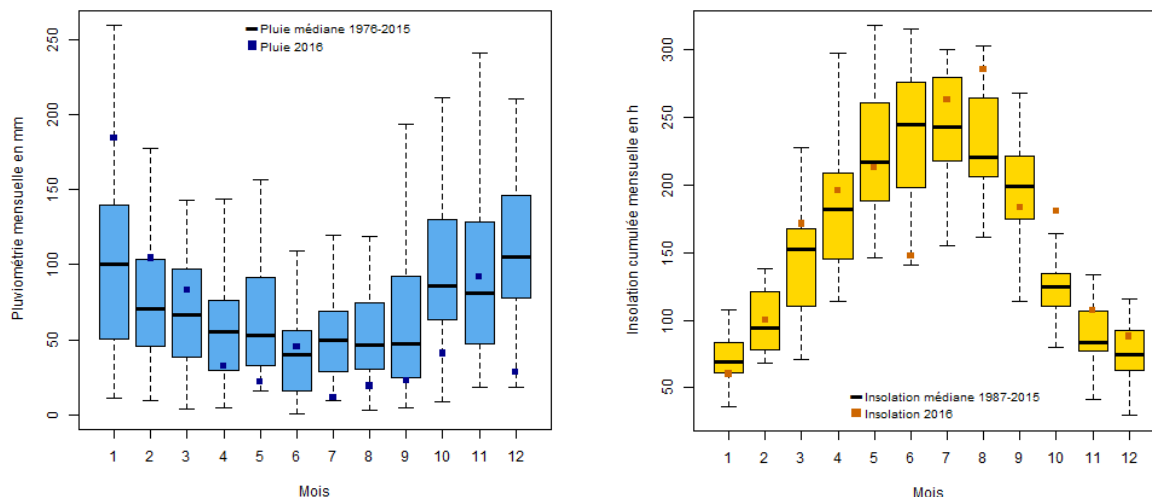 Pluie médiane 1976-2015
Pluie 2016
Pluviométrie mensuelle en mm
250
200
150
100
50
0
1 2 3 4 5 6 7 8 9 10 11 12
Mois
Insolation cumulée mensuelle en h
300
250
200
150
100
50
Insolation médiane 1987-2015
Insolation 2016
1 2 3 4 5 6 7 8 9 10 11 12
Mois